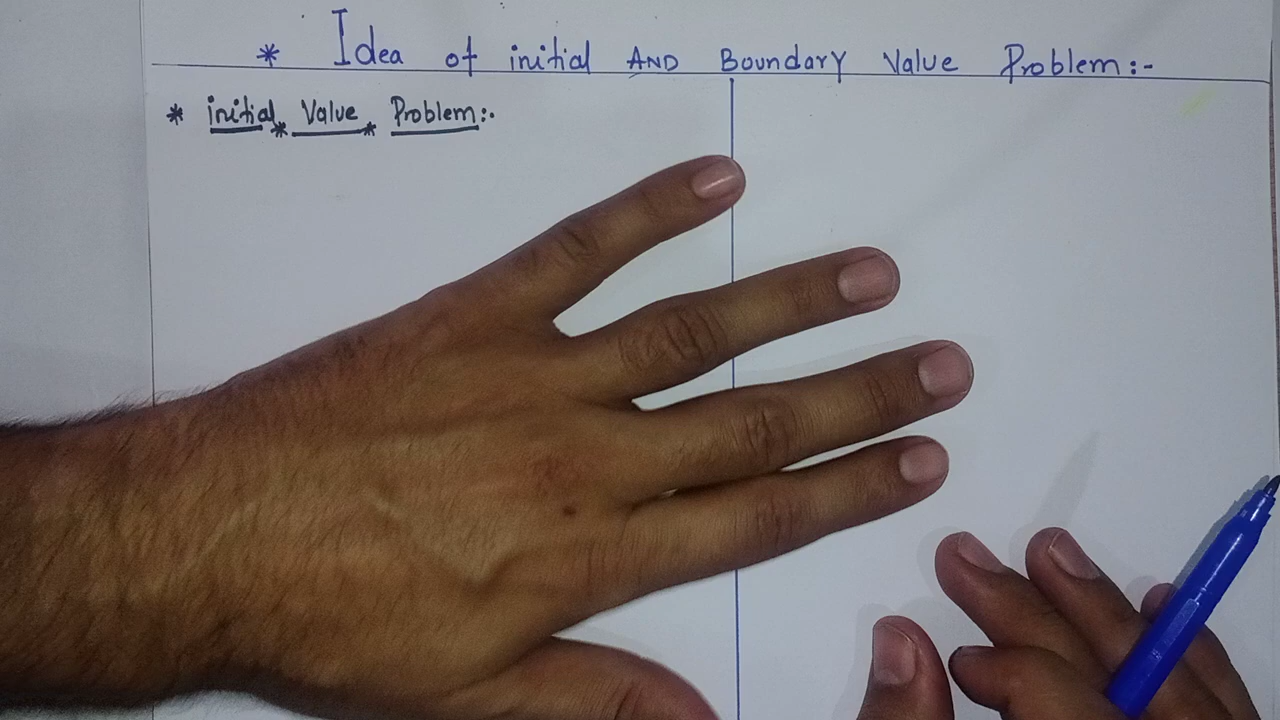 * Idea of initial AND Boundary Value Problem:-
* initial Value Problem:-